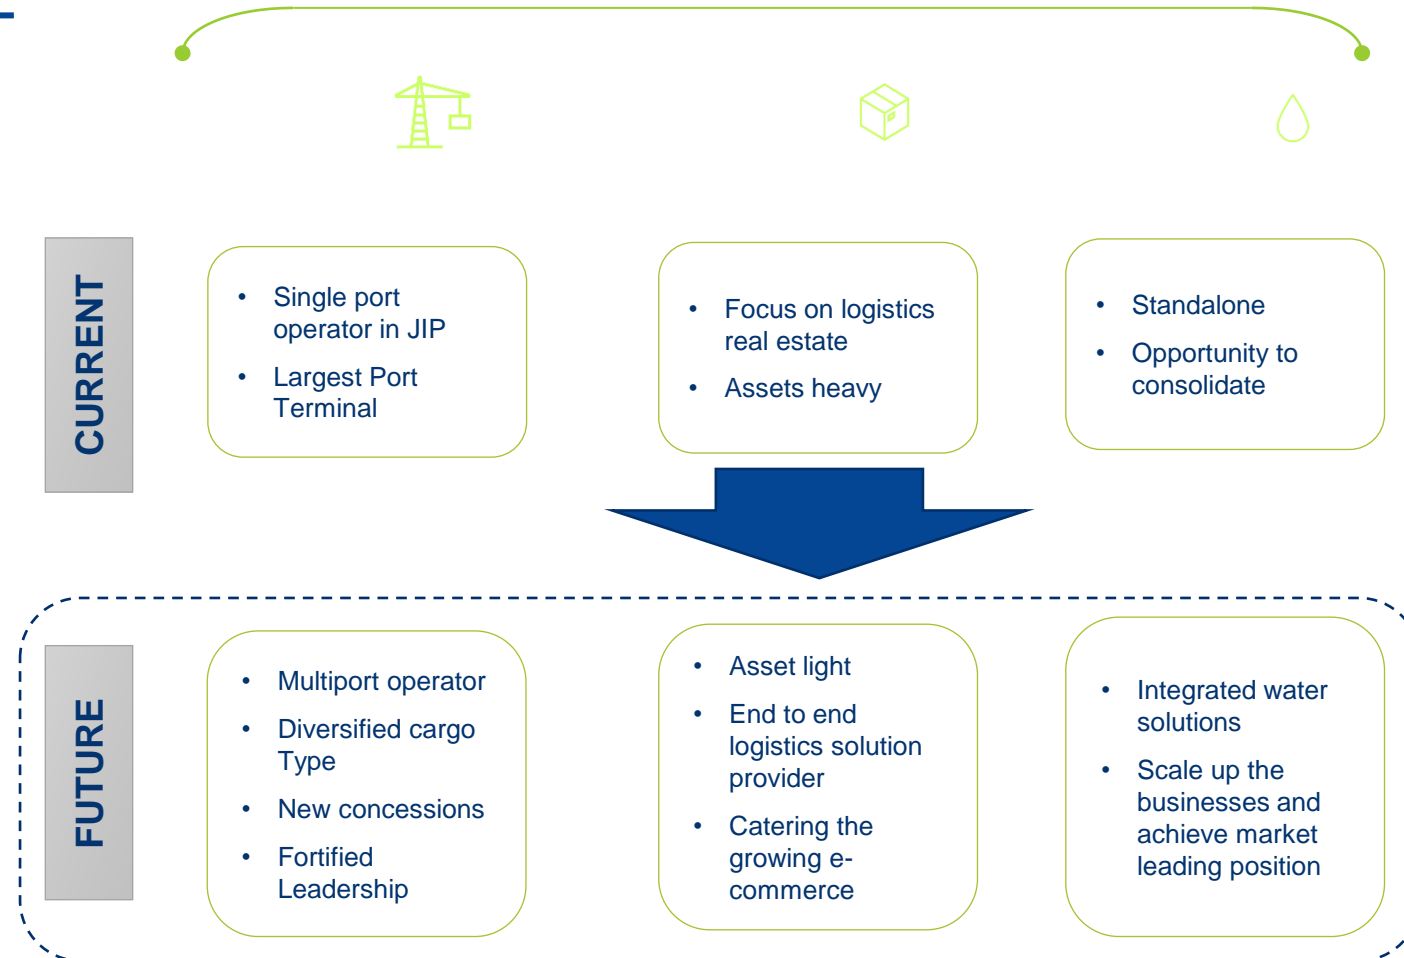 CURRENT
• Single port
operator in JIP
• Largest Port
Terminal
• Focus on logistics
real estate
• Assets heavy
• Standalone
• Opportunity to
consolidate
FUTURE
• Multiport operator
• Diversified cargo
Type
• New concessions
• Fortified
Leadership
• Asset light
• End to end
logistics solution
provider
• Catering the
growing e-
commerce
• Integrated water
solutions
• Scale up the
businesses and
achieve market
leading position